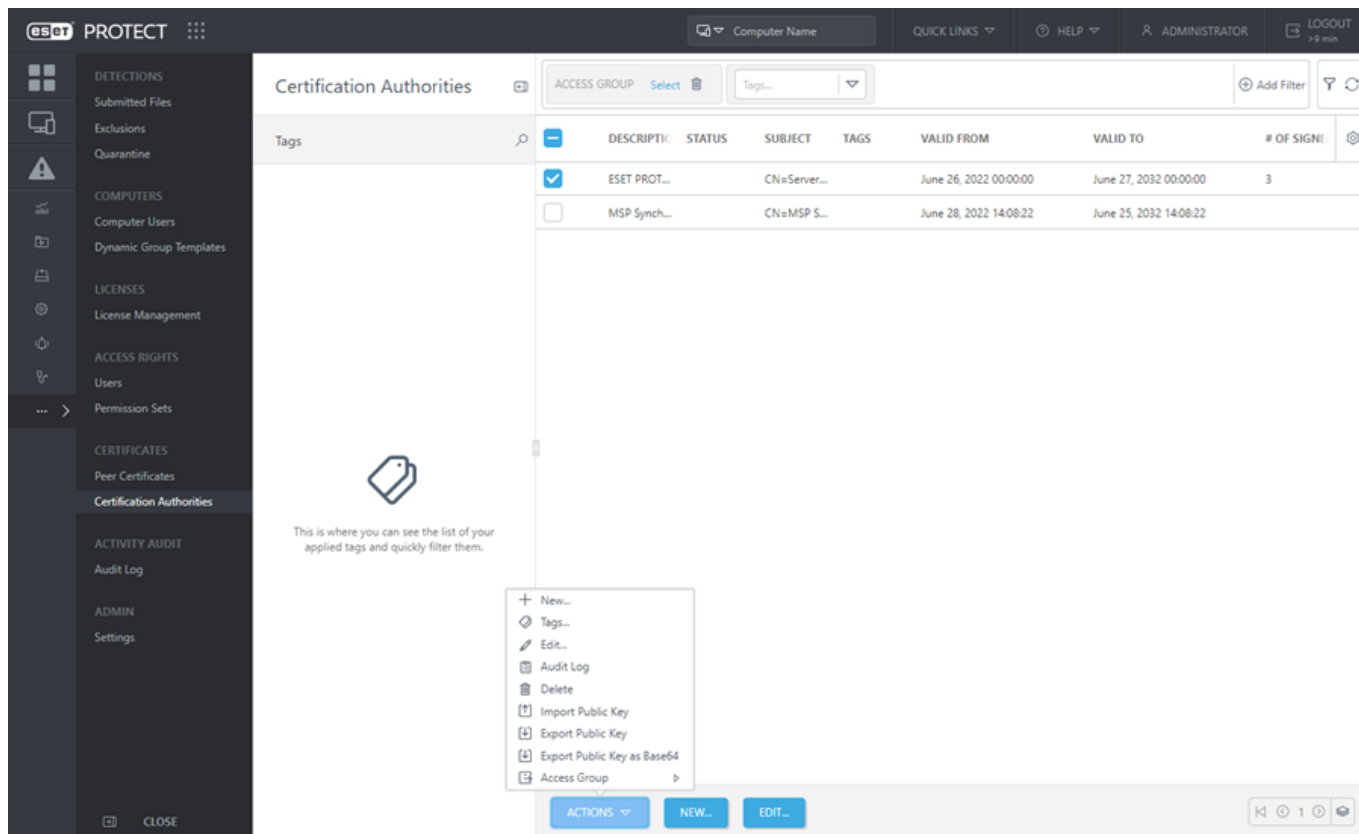 eset PROTECT
Computer Name
QUICK LINKS
HELP
ADMINISTRATOR
LOGOUT
>9 min
DETECTIONS
Submitted Files
Exclusions
Quarantine
COMPUTERS
Computer Users
Dynamic Group Templates
LICENSES
License Management
ACCESS RIGHTS
Users
Permission Sets
CERTIFICATES
Peer Certificates
Certification Authorities
ACTIVITY AUDIT
Audit Log
ADMIN
Settings
CLOSE
Certification Authorities
Tags
This is where you can see the list of your
applied tags and quickly filter them.
ACCESS GROUP Select
Tags...
Add Filter
DESCRIPTIC STATUS SUBJECT TAGS VALID FROM VALID TO # OF SIGNE
ESET PROT... CN=Server... June 26, 2022 00:00:00 June 27, 2032 00:00:00 3
MSP Synch... CN=MSP S... June 28, 2022 14:08:22 June 25, 2032 14:08:22
New...
Tags...
Edit...
Audit Log
Delete
Import Public Key
Export Public Key
Export Public Key as Base64
Access Group
ACTIONS NEW... EDIT...
1